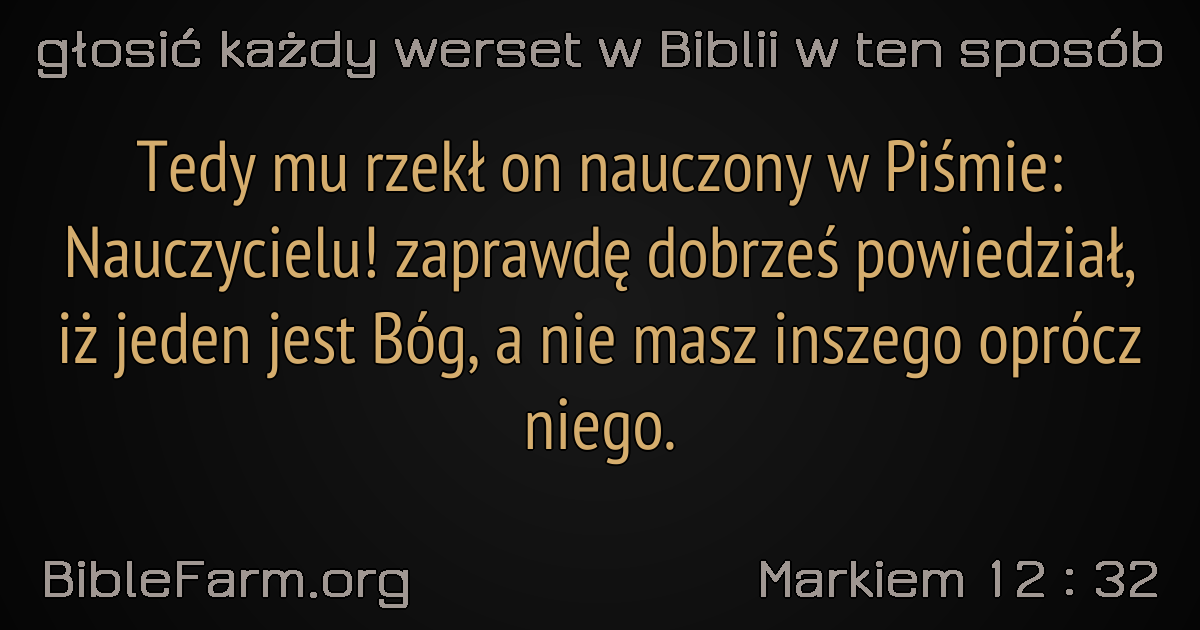 głosić każdy werset w Biblii w ten sposób
Tedy mu rzekł on nauczony w Piśmie:
Nauczycielu! zaprawdę dobrześ powiedział,
iż jeden jest Bóg, a nie masz inszego oprócz
niego.
BibleFarm.org
Markiem 12 : 32